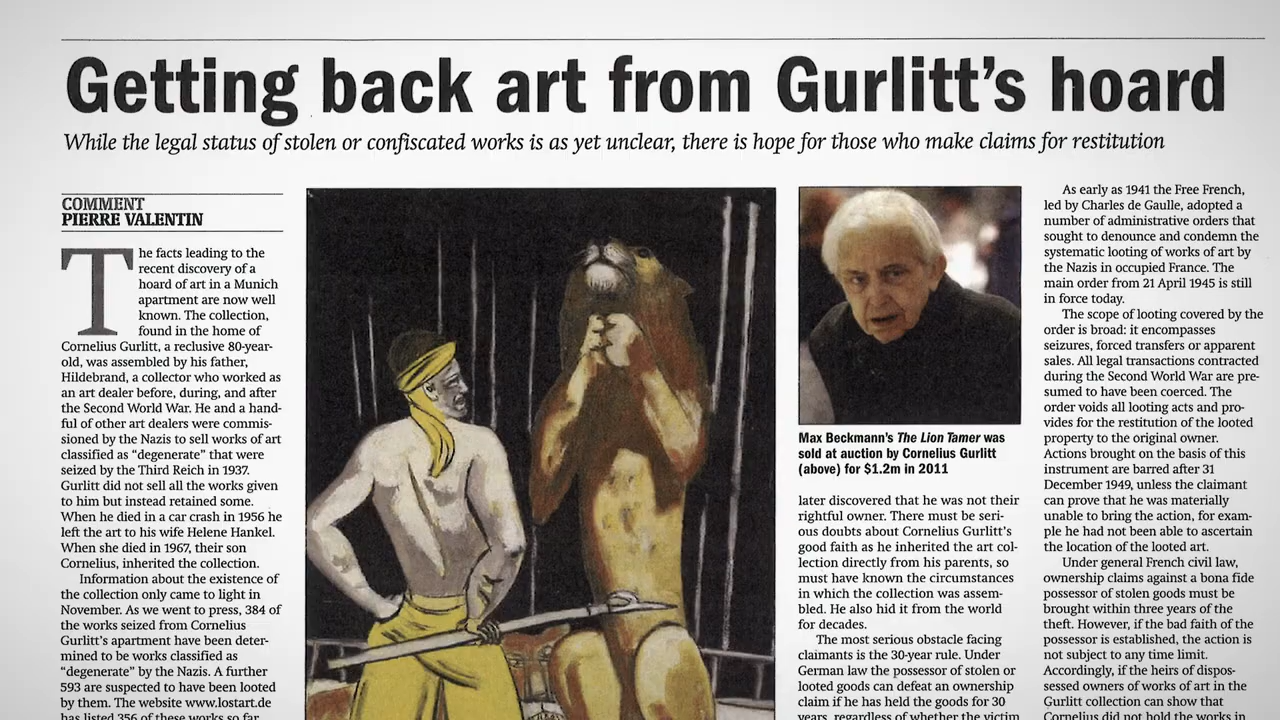 Getting back art from Gurlitt's hoard
While the legal status of stolen or confiscated works is as yet unclear, there is hope for those who make claims for restitution
COMMENT
PIERRE VALENTIN
The facts leading to the
recent discovery of a
hoard of art in a Munich
apartment are now well
known. The collection,
found in the home of
Cornelius Gurlitt, a reclusive 80-year-
old, was assembled by his father,
Hildebrand, a collector who worked as
an art dealer before, during, and after
the Second World War. He and a hand-
ful of other art dealers were commis-
sioned by the Nazis to sell works of art
classified as “degenerate” that were
seized by the Third Reich in 1937.
Gurlitt did not sell all the works given
to him but instead retained some.
When he died in a car crash in 1956 he
left the art to his wife Helene Hankel.
When she died in 1967, their son
Cornelius, inherited the collection.
Information about the existence of
the collection only came to light in
November. As we went to press, 384 of
the works seized from Cornelius
Gurlitt's apartment have been deter-
mined to be works classified as
“degenerate” by the Nazis. A further
593 are suspected to have been looted
by them. The website www.lostart.de
has listed 356 of these works so far
Max Beckmann's The Lion Tamer was
sold at auction by Cornelius Gurlitt
(above) for $1.2m in 2011
later discovered that he was not their
rightful owner. There must be seri-
ous doubts about Cornelius Gurlitt's
good faith as he inherited the art col-
lection directly from his parents, so
must have known the circumstances
in which the collection was assem-
bled. He also hid it from the world
for decades.
The most serious obstacle facing
claimants is the 30-year rule. Under
German law the possessor of stolen or
looted goods can defeat an ownership
claim if he has held the goods for 30
years, regardless of whether the victim
As early as 1941 the Free French,
led by Charles de Gaulle, adopted a
number of administrative orders that
sought to denounce and condemn the
systematic looting of works of art by
the Nazis in occupied France. The
main order from 21 April 1945 is still
in force today.
The scope of looting covered by the
order is broad: it encompasses
seizures, forced transfers or apparent
sales. All legal transactions contracted
during the Second World War are pre-
sumed to have been coerced. The
order voids all looting acts and pro-
vides for the restitution of the looted
property to the original owner.
Actions brought on the basis of this
instrument are barred after 31
December 1949, unless the claimant
can prove that he was materially
unable to bring the action, for exam-
ple he had not been able to ascertain
the location of the looted art.
Under general French civil law,
ownership claims against a bona fide
possessor of stolen goods must be
brought within three years of the
theft. However, if the bad faith of the
possessor is established, the action is
not subject to any time limit.
Accordingly, if the heirs of dispos-
sessed owners of works of art in the
Gurlitt collection can show that
Cornelius did not hold the works in